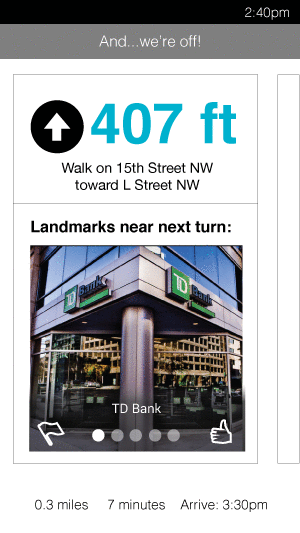 2:40pm
And...we're off!
407 ft
Walk on 15th Street NW
toward L Street NW
Landmarks near next turn:
TD Bank
TD Bank
TD Bank
0.3 miles 7 minutes Arrive: 3:30pm